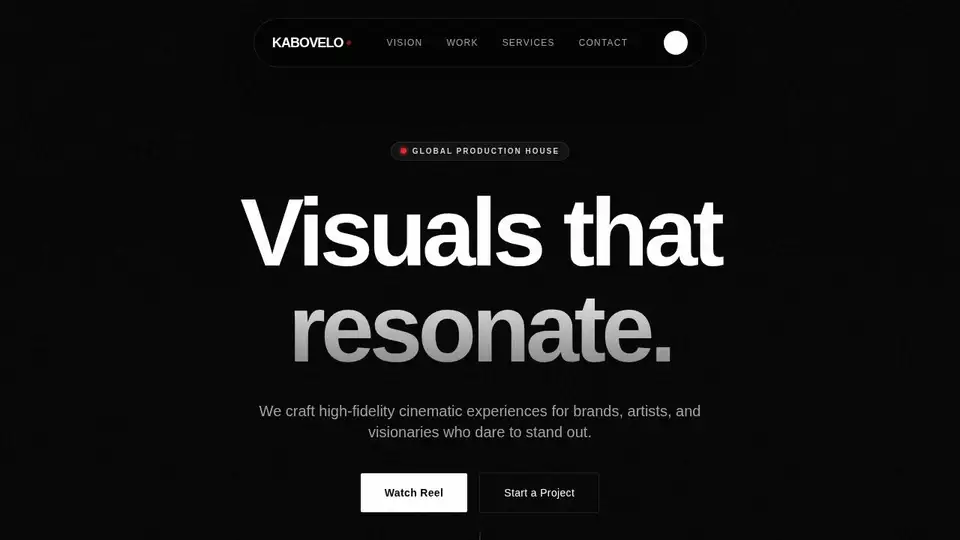 KABOVELO
VISION
WORK
SERVICES
CONTACT
GLOBAL PRODUCTION HOUSE
Visuals that
resonate.
We craft high-fidelity cinematic experiences for brands, artists, and
visionaries who dare to stand out.
Watch Reel
Start a Project